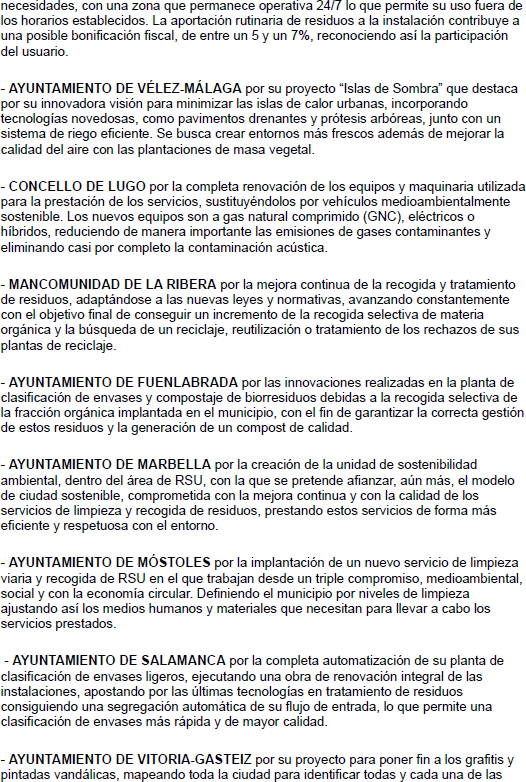 necesidades, con una zona que permanece operativa 24/7 lo que permite su uso fuera de
los horarios establecidos. La aportación rutinaria de residuos a la instalación contribuye a
una posible bonificación fiscal, de entre un 5 y un 7%, reconociendo así la participación
del usuario.
- AYUNTAMIENTO DE VÉLEZ-MÁLAGA por su proyecto “Islas de Sombra” que destaca
por su innovadora visión para minimizar las islas de calor urbanas, incorporando
tecnologías novedosas, como pavimentos drenantes y prótesis arbóreas, junto con un
sistema de riego eficiente. Se busca crear entornos más frescos además de mejorar la
calidad del aire con las plantaciones de masa vegetal.
- CONCELLO DE LUGO por la completa renovación de los equipos y maquinaria utilizada
para la prestación de los servicios, sustituyéndolos por vehículos medioambientalmente
sostenible. Los nuevos equipos son a gas natural comprimido (GNC), eléctricos o
híbridos, reduciendo de manera importante las emisiones de gases contaminantes y
eliminando casi por completo la contaminación acústica.
- MANCOMUNIDAD DE LA RIBERA por la mejora continua de la recogida y tratamiento
de residuos, adaptándose a las nuevas leyes y normativas, avanzando constantemente
con el objetivo final de conseguir un incremento de la recogida selectiva de materia
orgánica y la búsqueda de un reciclaje, reutilización o tratamiento de los rechazos de sus
plantas de reciclaje.
- AYUNTAMIENTO DE FUENLABRADA por las innovaciones realizadas en la planta de
clasificación de envases y compostaje de biorresiduos debidas a la recogida selectiva de
la fracción orgánica implantada en el municipio, con el fin de garantizar la correcta gestión
de estos residuos y la generación de un compost de calidad.
- AYUNTAMIENTO DE MARBELLA por la creación de la unidad de sostenibilidad
ambiental, dentro del área de RSU, con la que se pretende afianzar, aún más, el modelo
de ciudad sostenible, comprometida con la mejora continua y con la calidad de los
servicios de limpieza y recogida de residuos, prestando estos servicios de forma más
eficiente y respetuosa con el entorno.
- AYUNTAMIENTO DE MÓSTOLES por la implantación de un nuevo servicio de limpieza
viaria y recogida de RSU en el que trabajan desde un triple compromiso, medioambiental,
social y con la economía circular. Definiendo el municipio por niveles de limpieza
ajustando así los medios humanos y materiales que necesitan para llevar a cabo los
servicios prestados.
- AYUNTAMIENTO DE SALAMANCA por la completa automatización de su planta de
clasificación de envases ligeros, ejecutando una obra de renovación integral de las
instalaciones, apostando por las últimas tecnologías en tratamiento de residuos
consiguiendo una segregación automática de su flujo de entrada, lo que permite una
clasificación de envases más rápida y de mayor calidad.
- AYUNTAMIENTO DE VITORIA-GASTEIZ por su proyecto para poner fin a los grafitis y
pintadas vandálicas, mapeando toda la ciudad para identificar todas y cada una de las